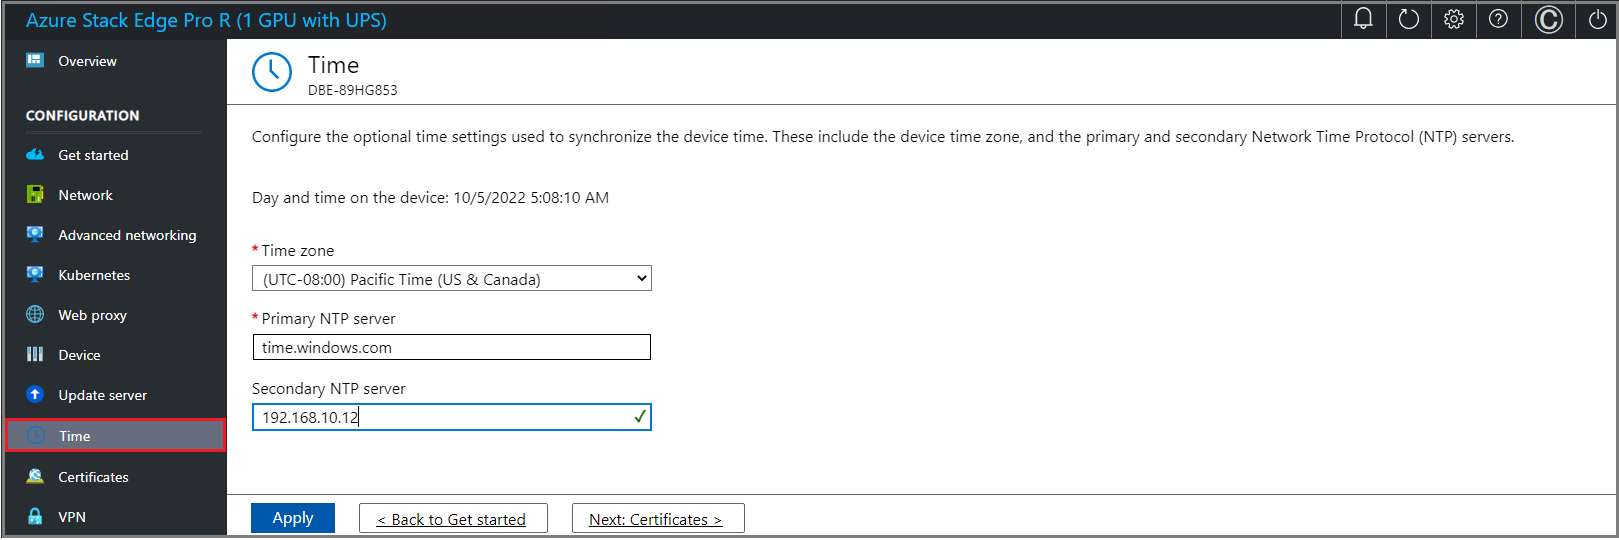 Azure Stack Edge Pro R (1 GPU with UPS)
Overview
CONFIGURATION
Get started
Network
Advanced networking
Kubernetes
Web proxy
Device
Update server
Time
Certificates
VPN
Time
DBE-89HG853
Configure the optional time settings used to synchronize the device time. These include the device time zone, and the primary and secondary Network Time Protocol (NTP) servers.
Day and time on the device: 10/5/2022 5:08:10 AM
* Time zone
(UTC-08:00) Pacific Time (US & Canada)
* Primary NTP server
time.windows.com
Secondary NTP server
192.168.10.12
Apply
< Back to Get started
Next: Certificates >